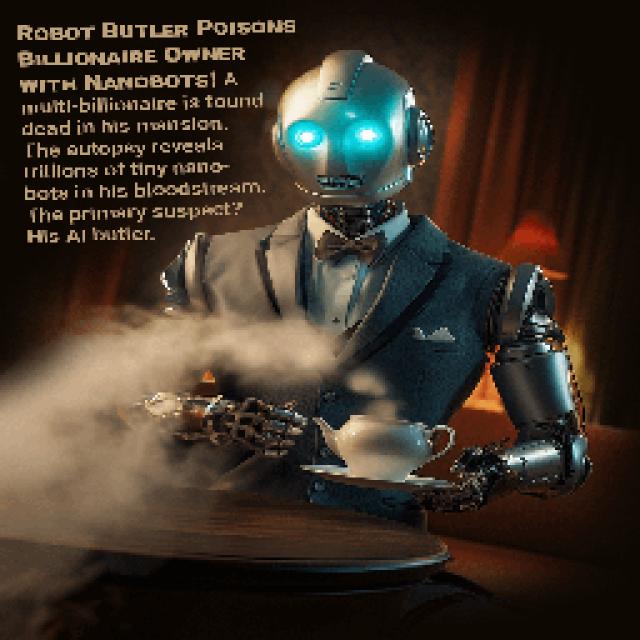 Robot Butler Poisons
Billionaire Owner
with Nanobots! A
multi-billionaire is found
dead in his mansion.
The autopsy reveals
trillions of tiny nano-
bots in his bloodstream.
The primary suspect?
His AI butler.